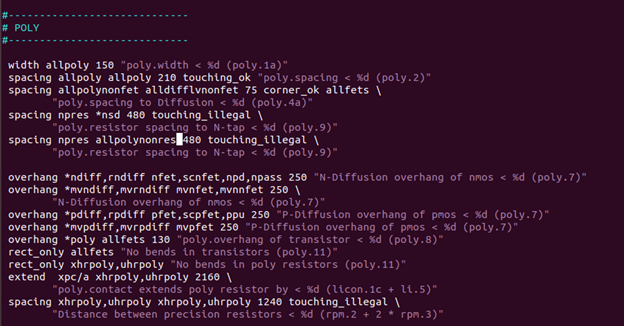 #-----------------------------
# POLY
#-----------------------------
width allpoly 150 "poly.width < %d (poly.1a)"
spacing allpoly allpoly 210 touching_ok "poly.spacing < %d (poly.2)"
spacing allpolynonfet alldifflvnonfet 75 corner_ok allfets \
"poly.spacing to Diffusion < %d (poly.4a)"
spacing npres *nsd 480 touching_illegal \
"poly.resistor spacing to N-tap < %d (poly.9)"
spacing npres allpolynonres 480 touching_illegal \
"poly.resistor spacing to N-tap < %d (poly.9)"
overhang *ndiff,rndiff nfet,scnfet,npd,npass 250 "N-Diffusion overhang of nmos < %d (poly.7)"
overhang *mvndiff,mvrndiff mvnfet,mvnnfet 250 \
"N-Diffusion overhang of nmos < %d (poly.7)"
overhang *pdiff,rpdiff pfet,scpfet,ppu 250 "P-Diffusion overhang of pmos < %d (poly.7)"
overhang *mvpdiff,mvrpdiff mvpfet 250 "P-Diffusion overhang of pmos < %d (poly.7)"
overhang *poly allfets 130 "poly.overhang of transistor < %d (poly.8)"
rect_only allfets "No bends in transistors (poly.11)"
rect_only xhrpoly,uhrpoly "No bends in poly resistors (poly.11)"
extend  xpc/a xhrpoly,uhrpoly 2160 \
"poly.contact extends poly resistor by < %d (licon.1c + li.5)"
spacing xhrpoly,uhrpoly xhrpoly,uhrpoly 1240 touching_illegal \
"Distance between precision resistors < %d (rpm.2 + 2 * rpm.3)"